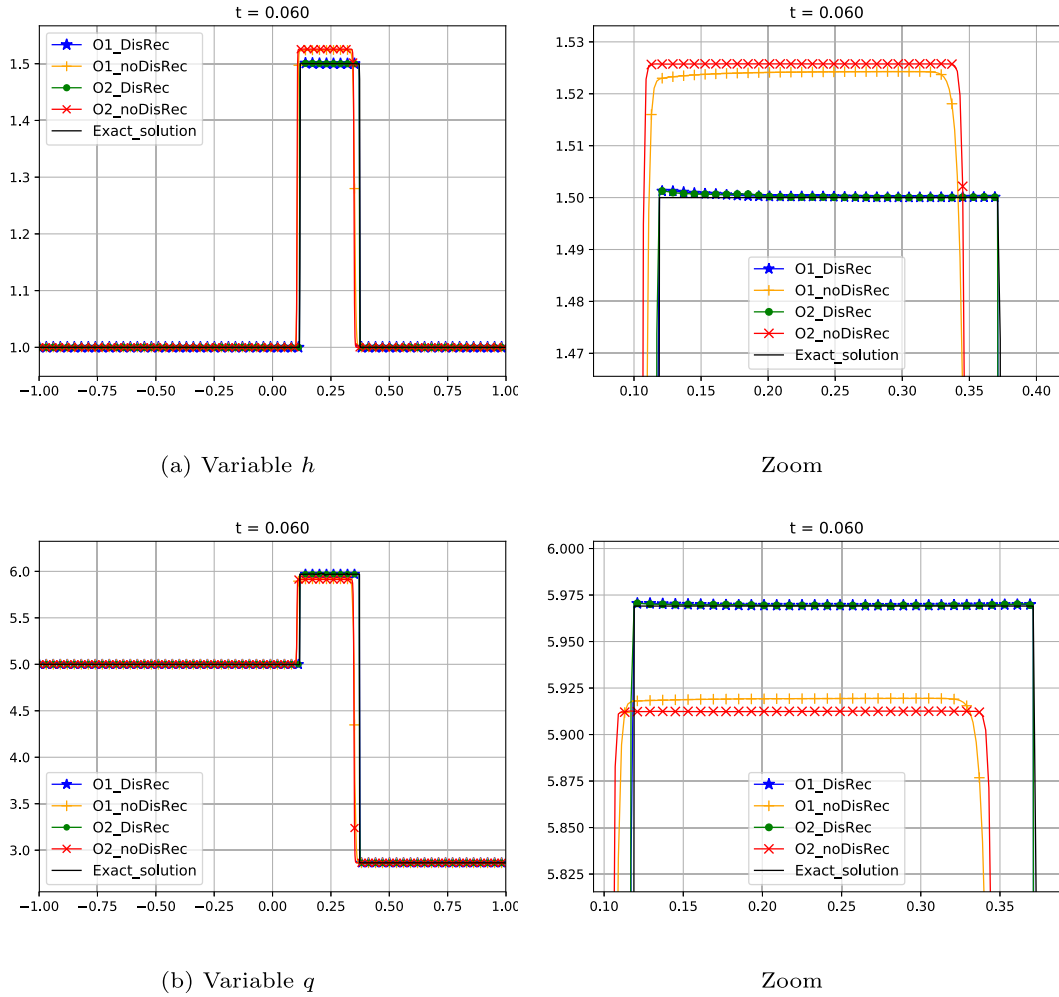 t = 0.060
O1_DisRec
O1_noDisRec
O2_DisRec
O2_noDisRec
Exact_solution
1.5
1.4
1.3
1.2
1.1
1.0
−1.00 −0.75 −0.50 −0.25 0.00 0.25 0.50 0.75 1.00
(a) Variable h
t = 0.060
1.53
1.52
1.51
1.50
1.49
1.48
1.47
O1_DisRec
O1_noDisRec
O2_DisRec
O2_noDisRec
Exact_solution
0.10 0.15 0.20 0.25 0.30 0.35 0.40
Zoom
t = 0.060
6.0
5.5
5.0
4.5
4.0
3.5
3.0
O1_DisRec
O1_noDisRec
O2_DisRec
O2_noDisRec
Exact_solution
−1.00 −0.75 −0.50 −0.25 0.00 0.25 0.50 0.75 1.00
(b) Variable q
t = 0.060
6.000
5.975
5.950
5.925
5.900
5.875
5.850
5.825
O1_DisRec
O1_noDisRec
O2_DisRec
O2_noDisRec
Exact_solution
0.10 0.15 0.20 0.25 0.30 0.35
Zoom